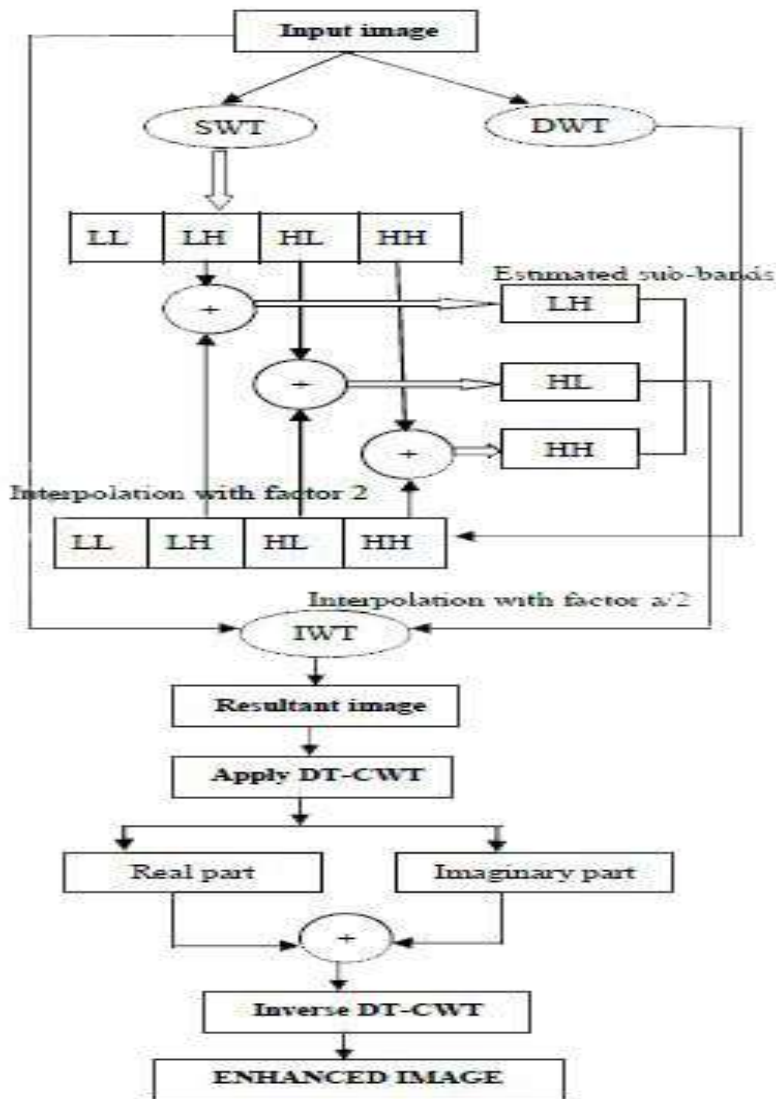 Input image
SWT
DWT
LL LH HL HH
Estimated sub-bands
+
LH
+
HL
+
HH
Interpolation with factor 2
LL LH HL HH
Interpolation with factor a/2
IWT
Resultant image
Apply DT-CWT
Real part
Imaginary part
+
Inverse DT-CWT
ENHANCED IMAGE